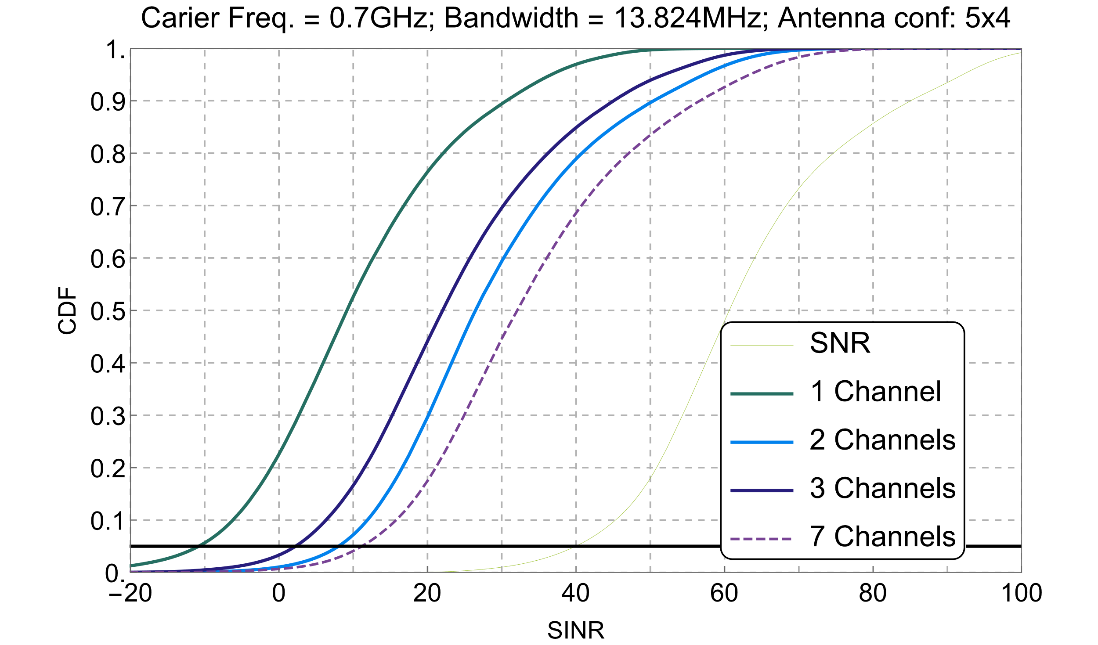 Carier Freq. = 0.7GHz; Bandwidth = 13.824MHz; Antenna conf: 5x4
1.
0.9
0.8
0.7
0.6
0.5
0.4
0.3
0.2
0.1
0.
CDF
SNR
1 Channel
2 Channels
3 Channels
7 Channels
−20 0 20 40 60 80 100
SINR